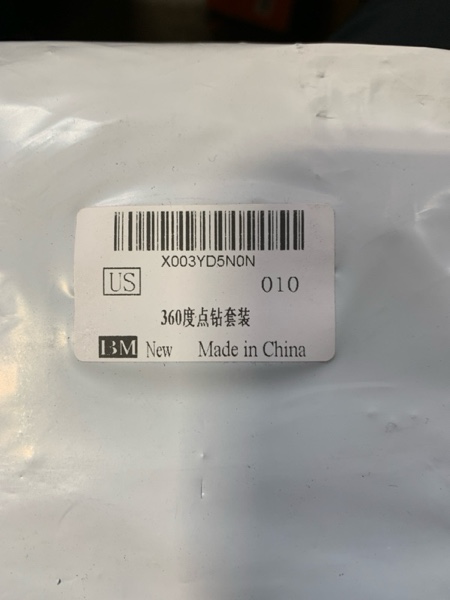 X003YD5N0N
US 010
360度点钻套装
BM New Made in China